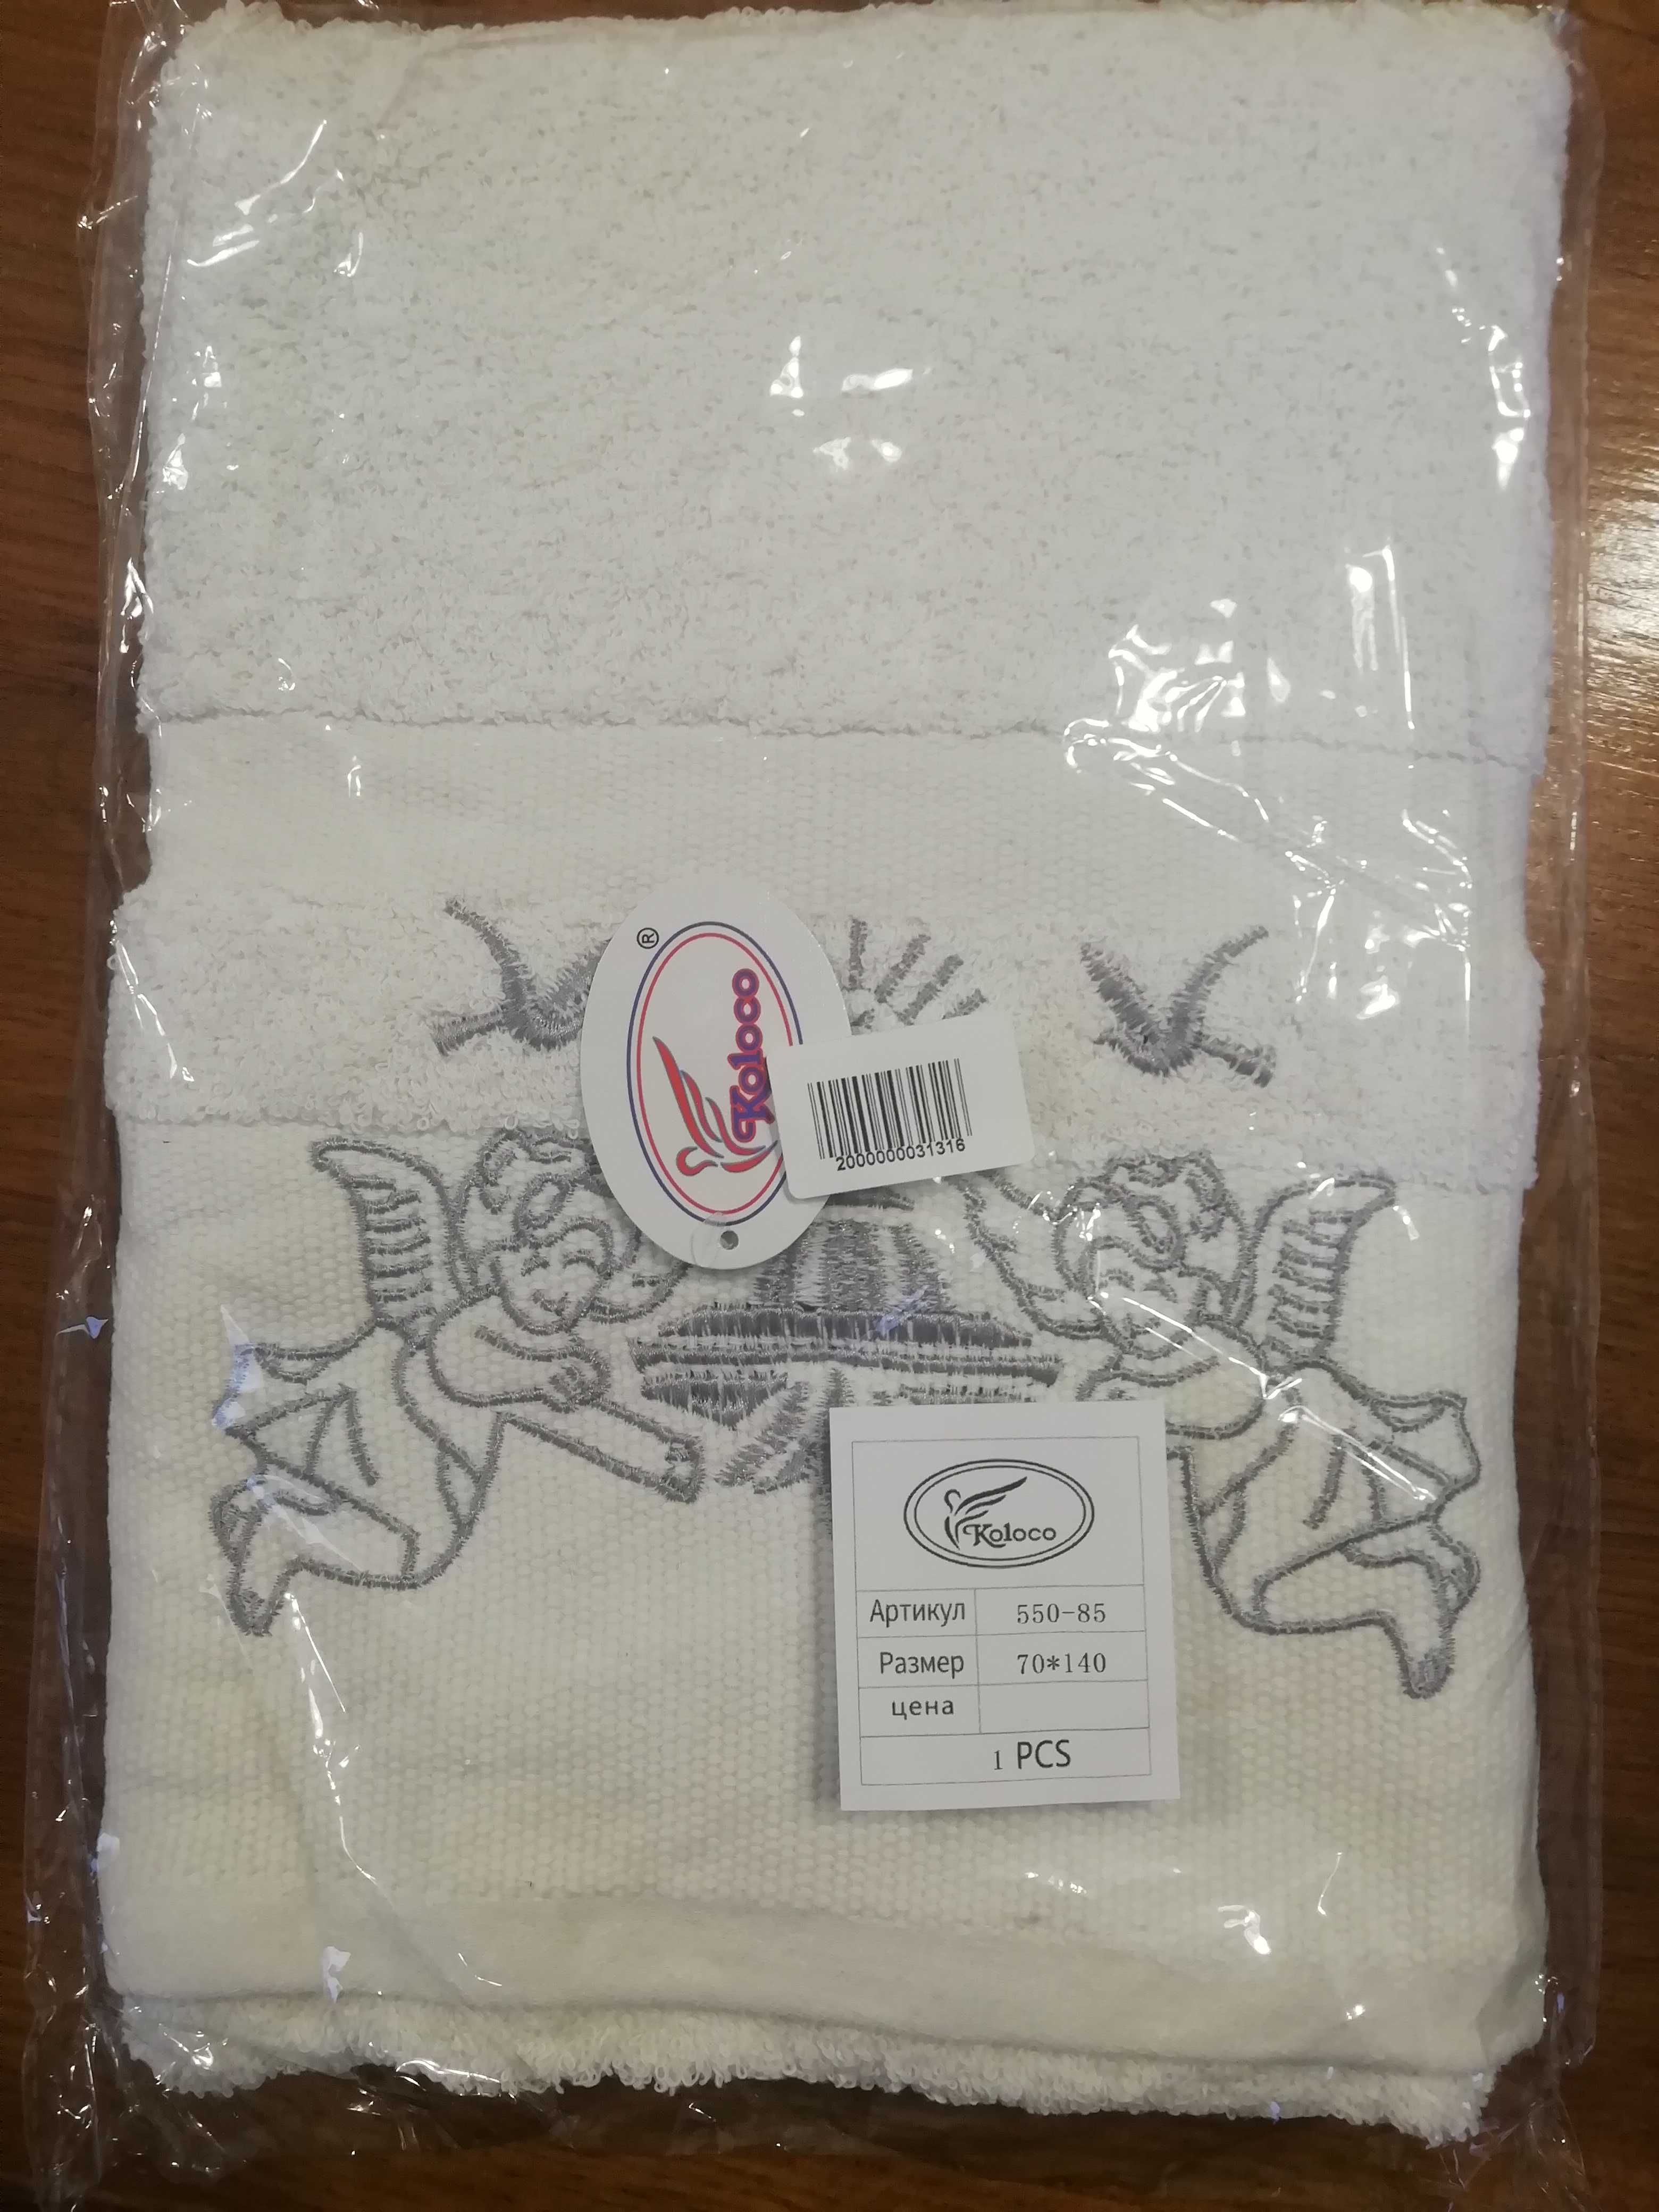 ®
Koloco
2000000031316
Koloco
Артикул 550-85
Размер 70*140
цена
1 PCS